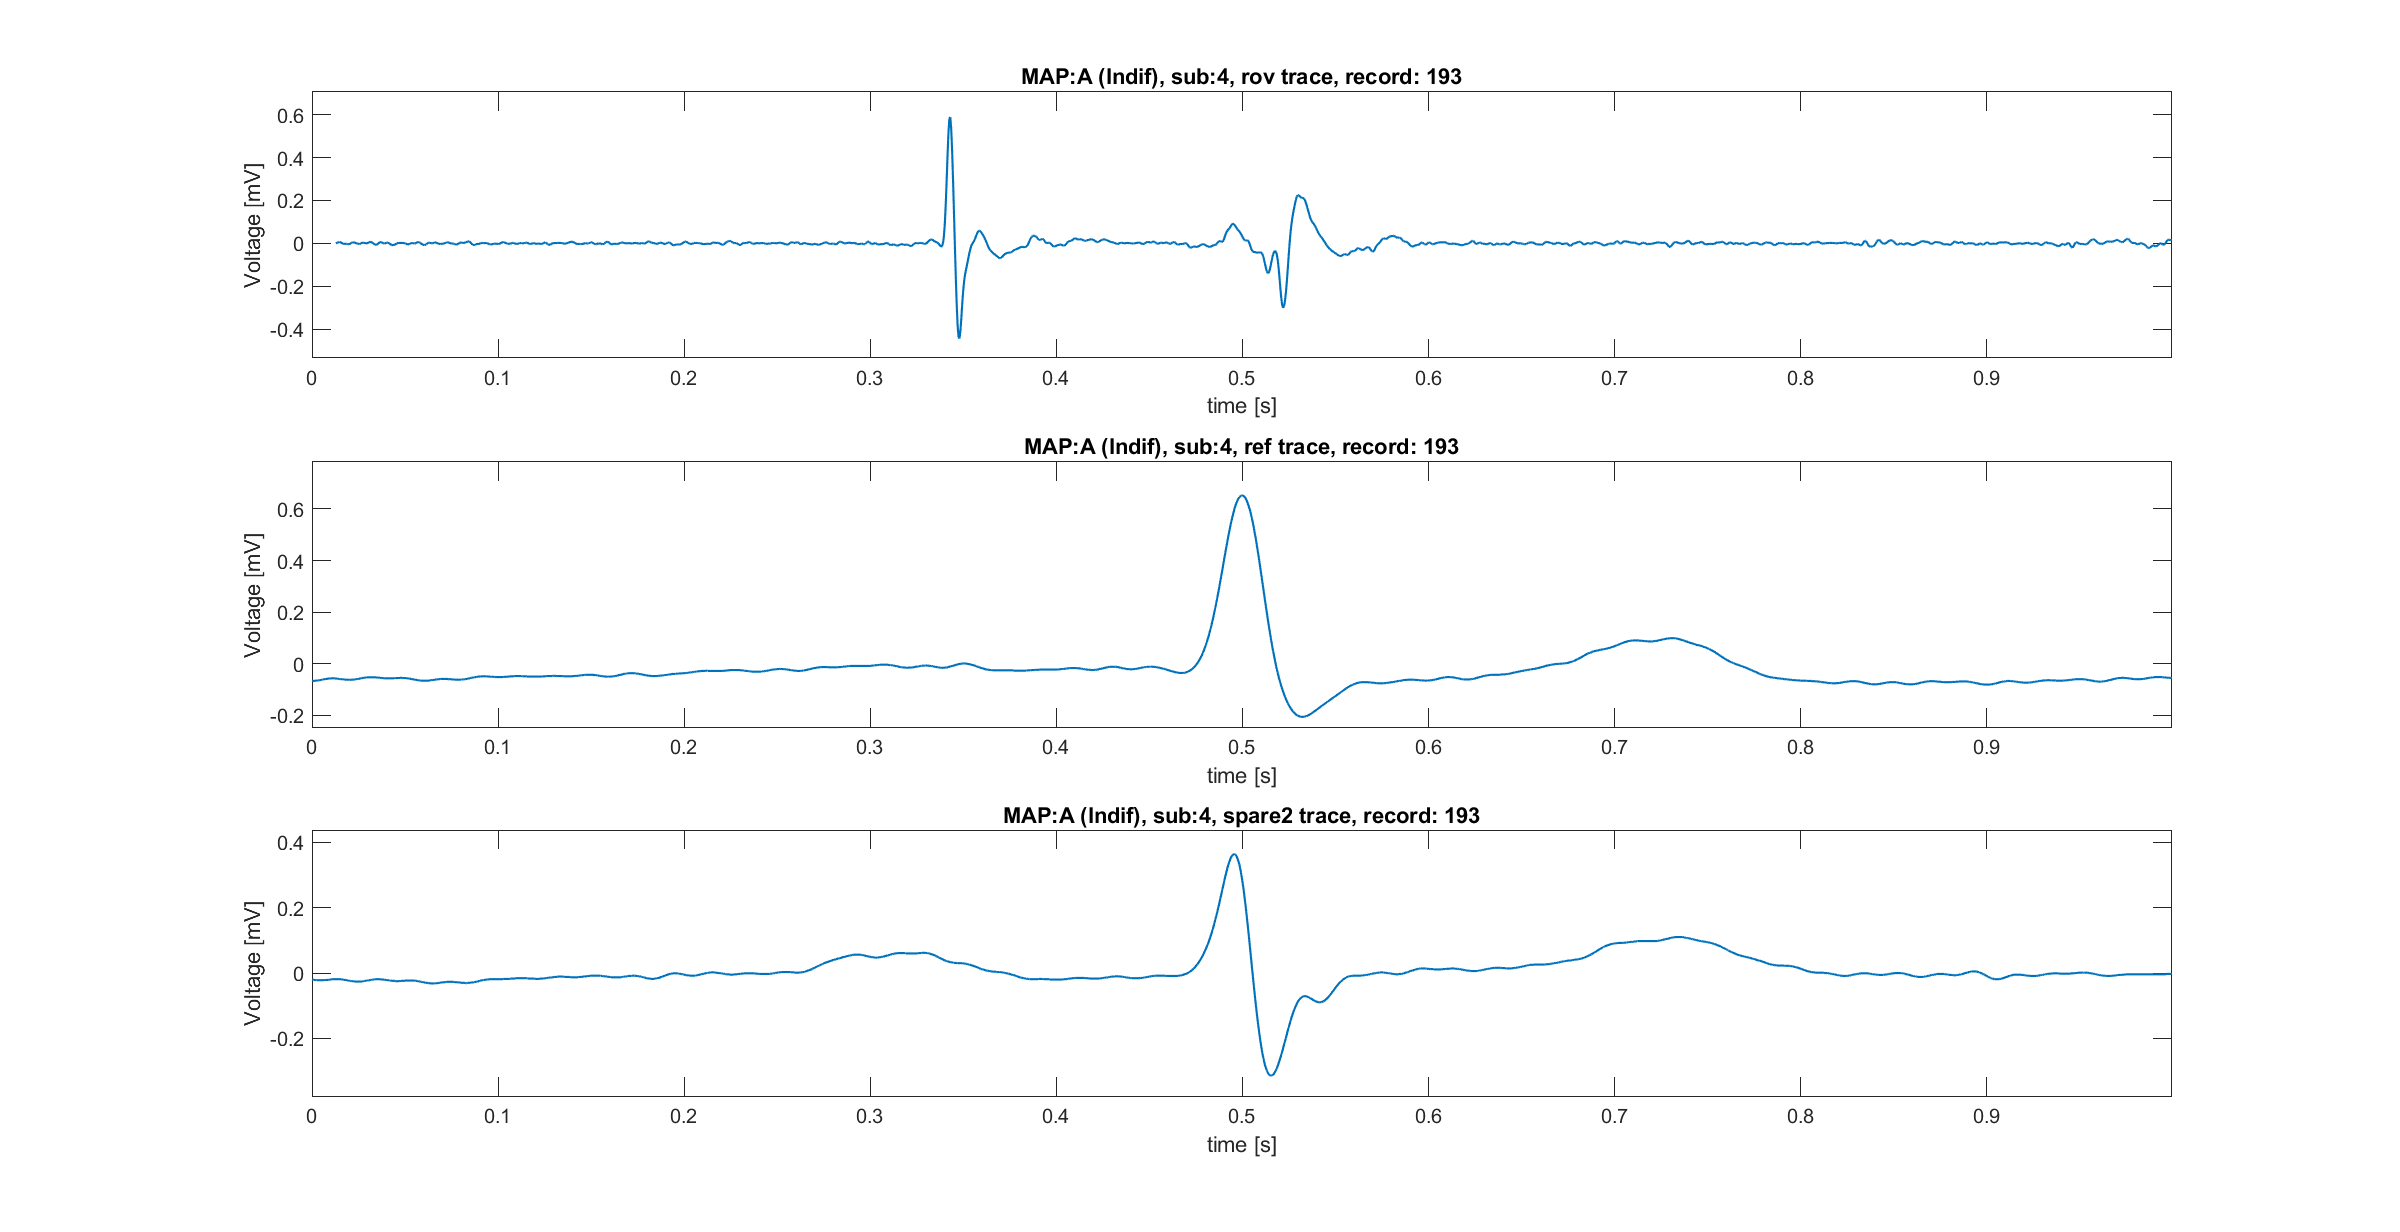 MAP:A (Indif), sub:4, rov trace, record: 193
Voltage [mV]
0.6
0.4
0.2
0
-0.2
-0.4
0 0.1 0.2 0.3 0.4 0.5 0.6 0.7 0.8 0.9
time [s]
MAP:A (Indif), sub:4, ref trace, record: 193
Voltage [mV]
0.6
0.4
0.2
0
-0.2
0 0.1 0.2 0.3 0.4 0.5 0.6 0.7 0.8 0.9
time [s]
MAP:A (Indif), sub:4, spare2 trace, record: 193
Voltage [mV]
0.4
0.2
0
-0.2
0 0.1 0.2 0.3 0.4 0.5 0.6 0.7 0.8 0.9
time [s]